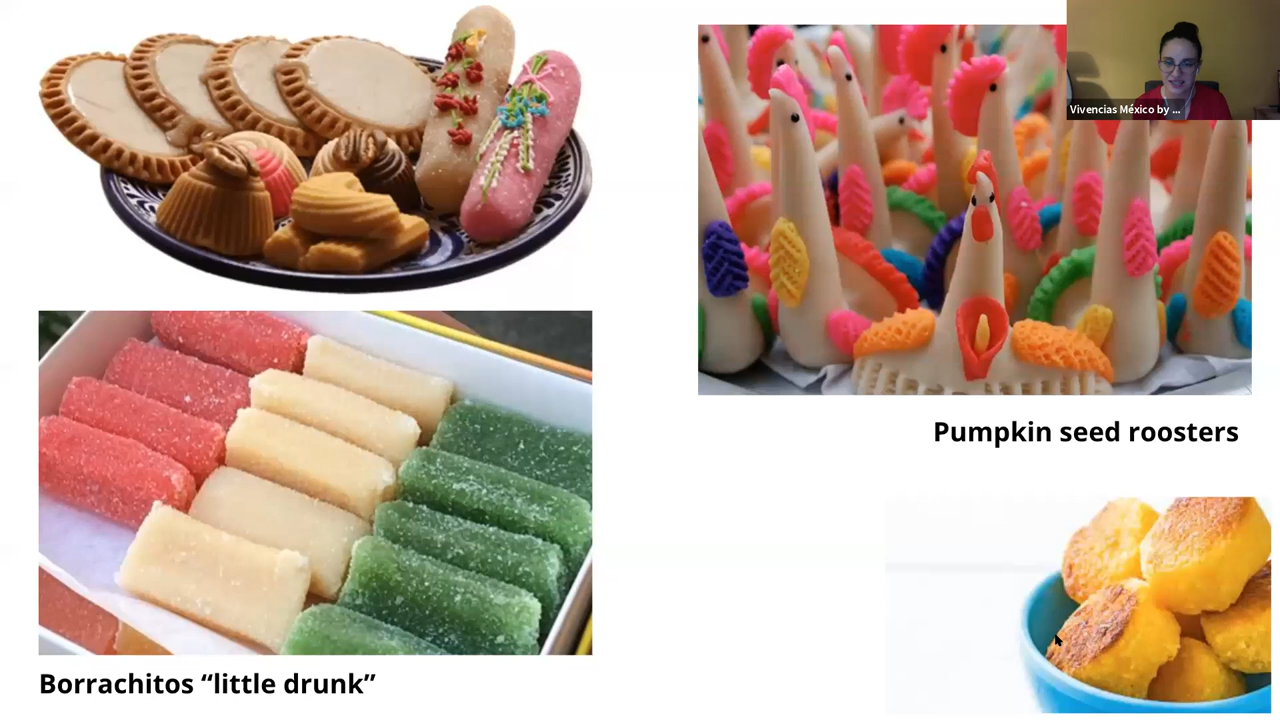 Vivencias México by ...
Pumpkin seed roosters
Borrachitos “little drunk”